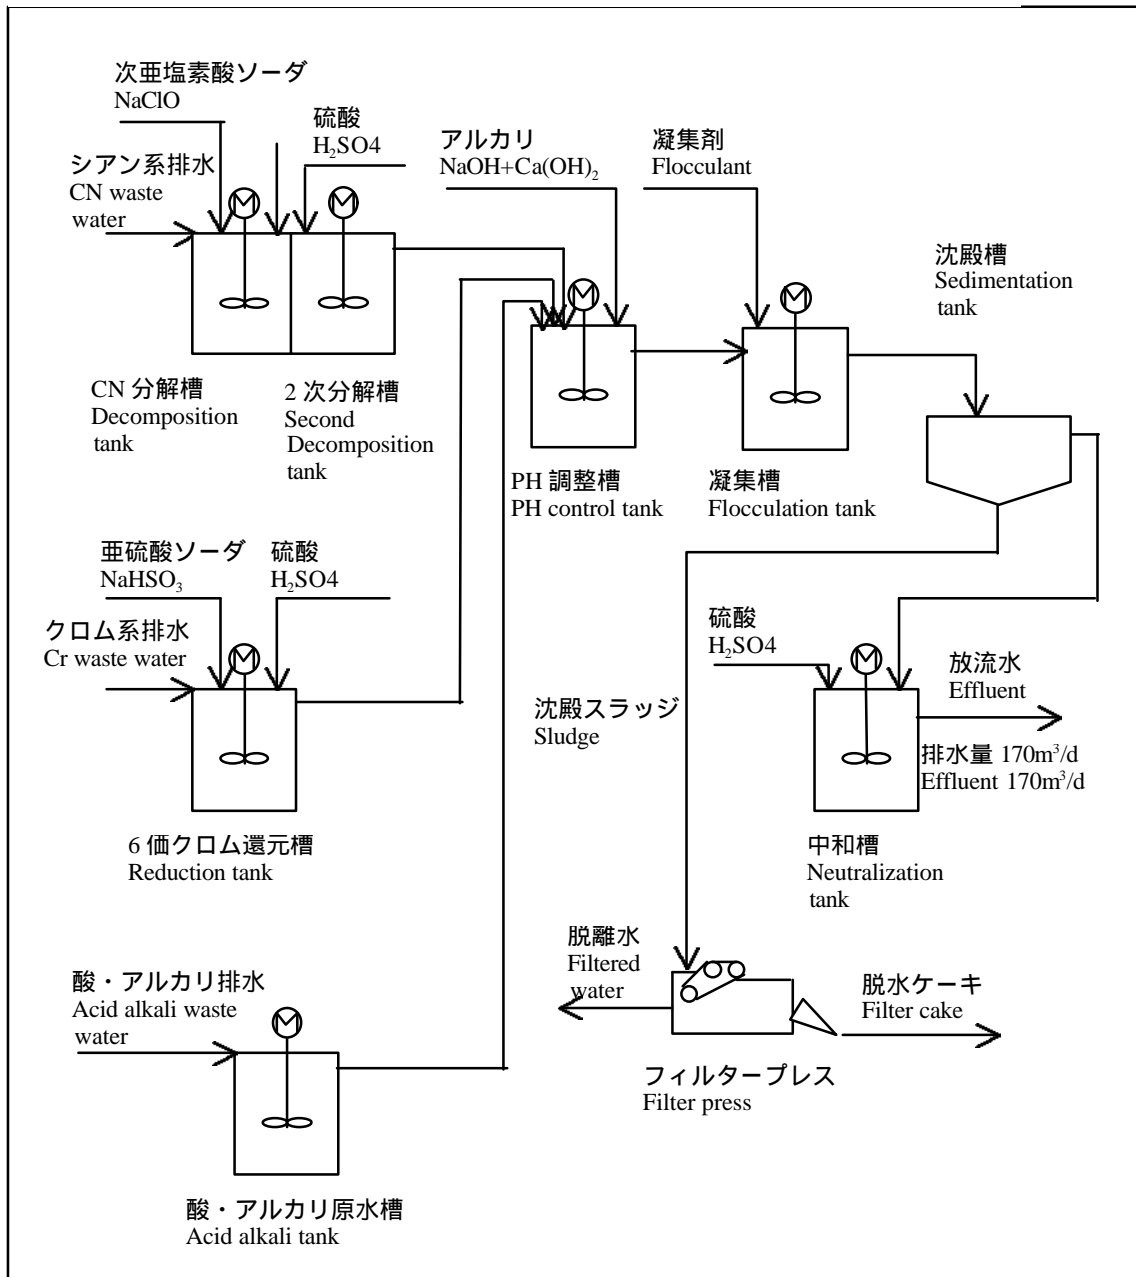 次亜塩素酸ソーダ
NaClO
硫酸
H₂SO4
シアン系排水
CN waste
water
アルカリ
NaOH+Ca(OH)₂
凝集剤
Flocculant
沈殿槽
Sedimentation
tank
M
M
M
M
CN 分解槽
Decomposition
tank
2 次分解槽
Second
Decomposition
tank
PH 調整槽
PH control tank
凝集槽
Flocculation tank
亜硫酸ソーダ
NaHSO₃
硫酸
H₂SO4
クロム系排水
Cr waste water
M
6 価クロム還元槽
Reduction tank
沈殿スラッジ
Sludge
硫酸
H₂SO4
M
放流水
Effluent
排水量 170m³/d
Effluent 170m³/d
中和槽
Neutralization
tank
酸・アルカリ排水
Acid alkali waste
water
M
酸・アルカリ原水槽
Acid alkali tank
脱離水
Filtered
water
脱水ケーキ
Filter cake
フィルタープレス
Filter press